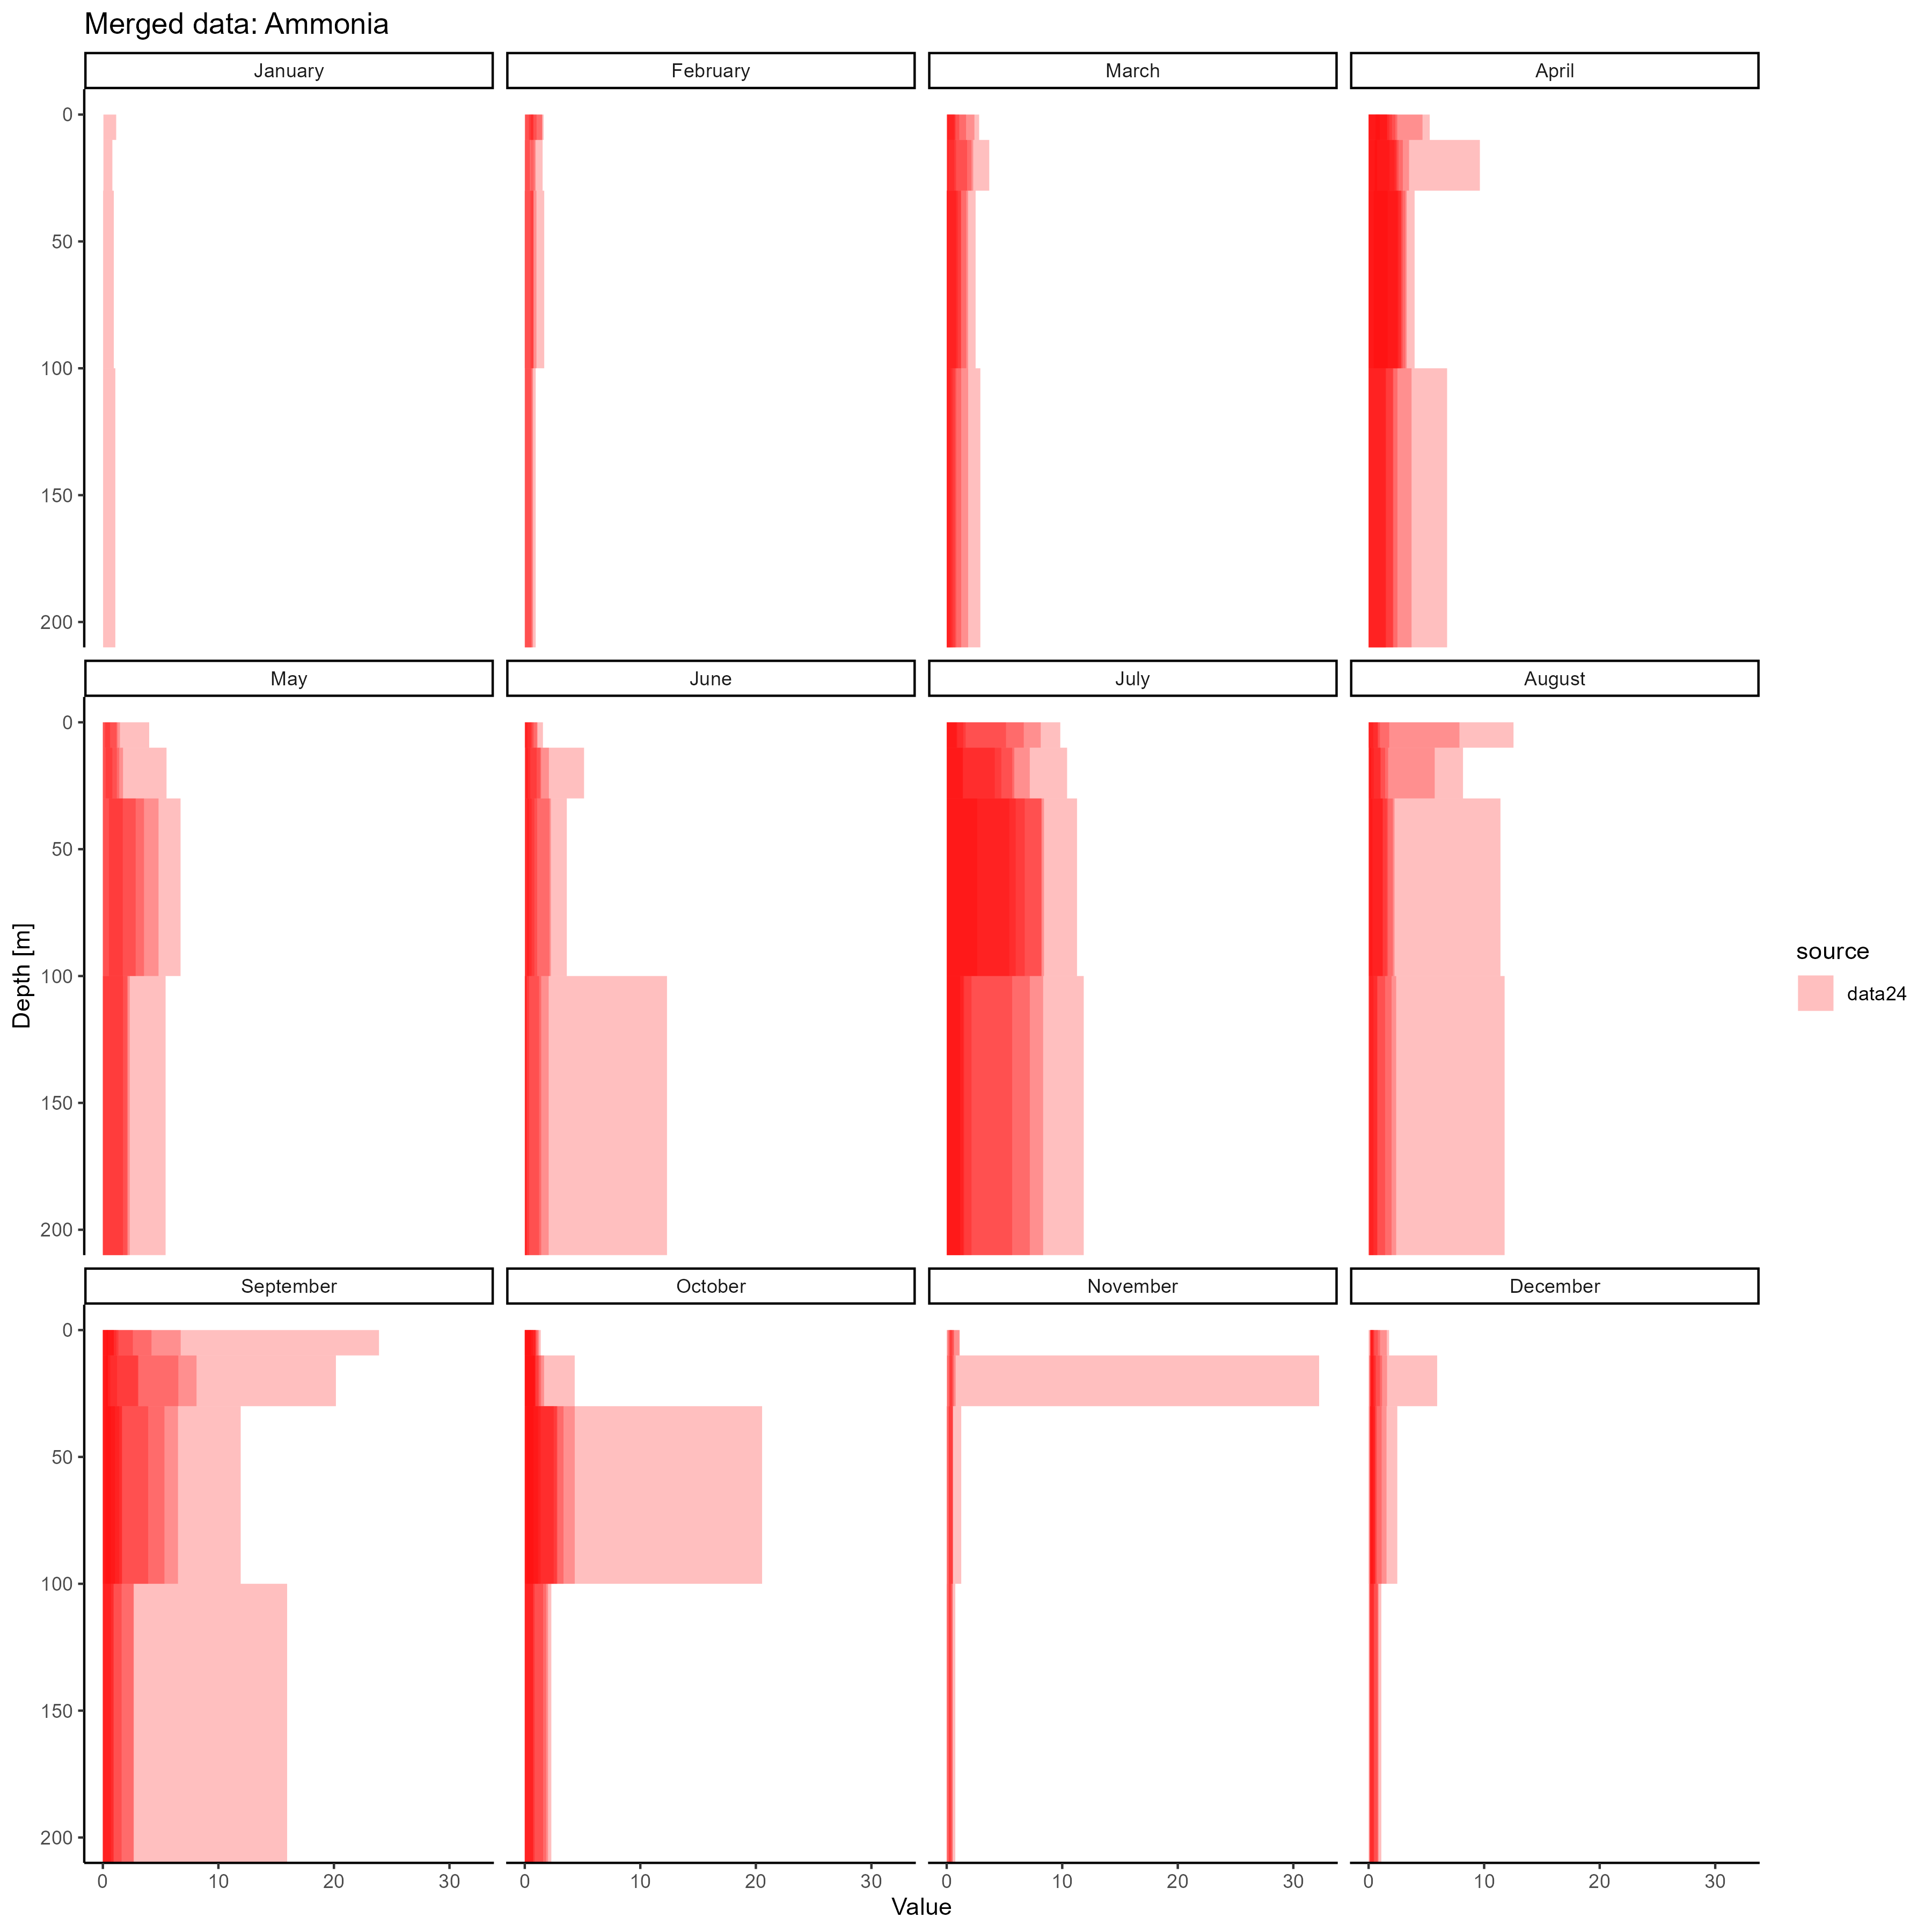 Merged data: Ammonia
January February March April
0
50
100
150
200
May June July August
0
50
100
150
200
September October November December
0
50
100
150
200
0 10 20 30 0 10 20 30 0 10 20 30 0 10 20 30
Value
Depth [m]
source
data24